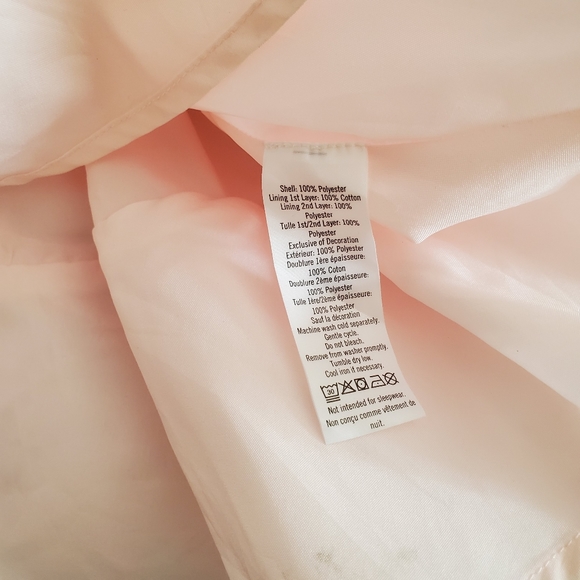 Shell: 100% Polyester
Lining 1st Layer: 100% Cotton
Lining 2nd Layer: 100%
Polyester
Tulle 1st/2nd Layer: 100%
Polyester
Exclusive of Decoration
Extérieur: 100% Polyester
Doublure 1ère épaisseure:
100% Coton
Doublure 2ème épaisseure:
100% Polyester
Tulle 1ère/2ème épaisseure:
100% Polyester
Sauf la décoration
Machine wash cold separately.
Gentle cycle.
Do not bleach.
Remove from washer promptly.
Tumble dry low.
Cool iron if necessary.
30
Not intended for sleepwear.
Non conçu comme vêtement de
nuit.